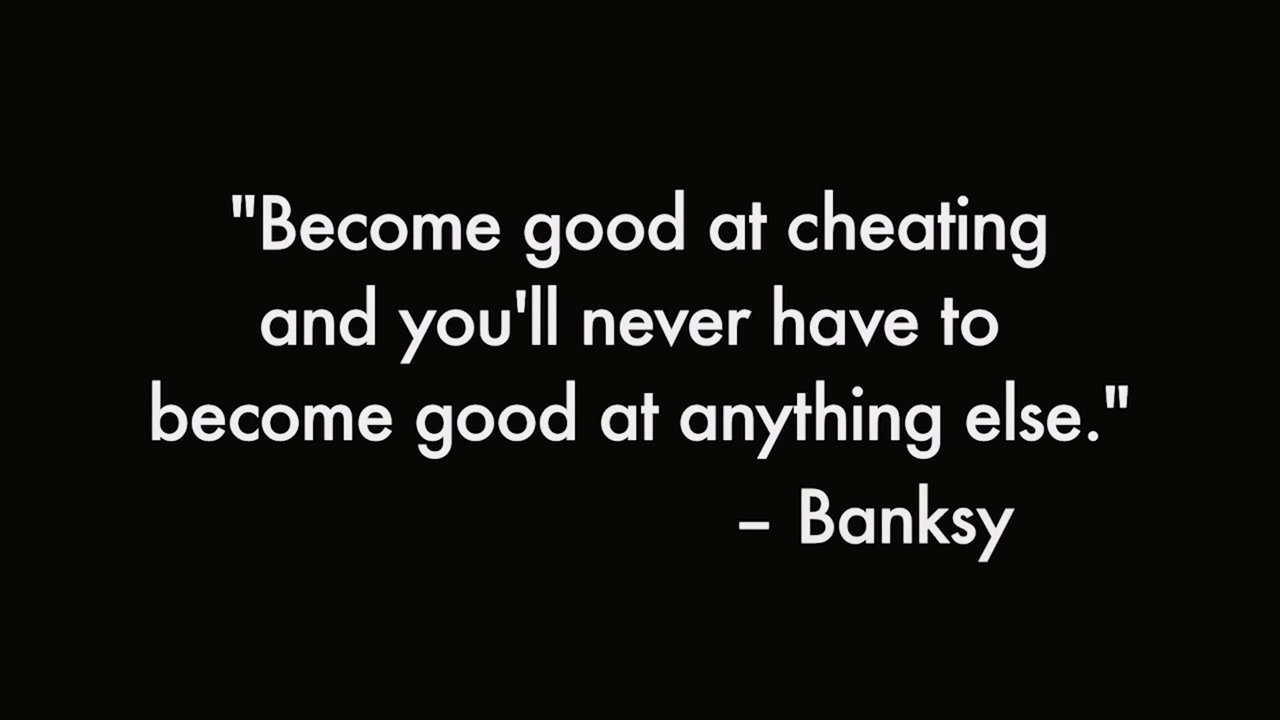 "Become good at cheating
and you'll never have to
become good at anything else."
– Banksy